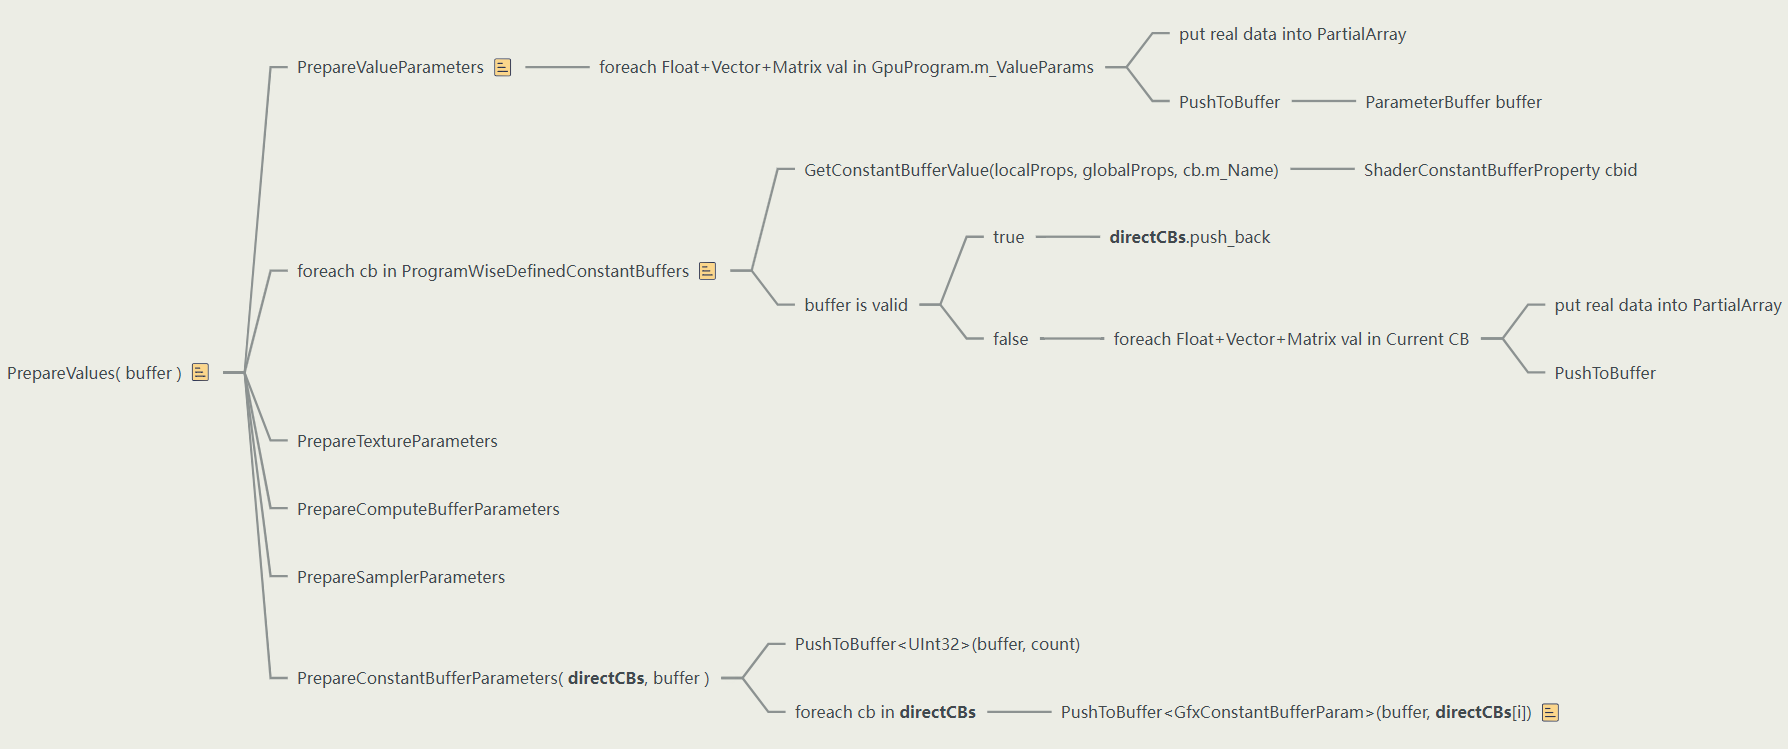 PrepareValues( buffer )
PrepareValueParameters
foreach Float+Vector+Matrix val in GpuProgram.m_ValueParams
put real data into PartialArray
PushToBuffer
ParameterBuffer buffer
foreach cb in ProgramWiseDefinedConstantBuffers
GetConstantBufferValue(localProps, globalProps, cb.m_Name)
ShaderConstantBufferProperty cbid
buffer is valid
true
directCBs.push_back
false
foreach Float+Vector+Matrix val in Current CB
put real data into PartialArray
PushToBuffer
PrepareTextureParameters
PrepareComputeBufferParameters
PrepareSamplerParameters
PrepareConstantBufferParameters( directCBs, buffer )
PushToBuffer<UInt32>(buffer, count)
foreach cb in directCBs
PushToBuffer<GfxConstantBufferParam>(buffer, directCBs[i])